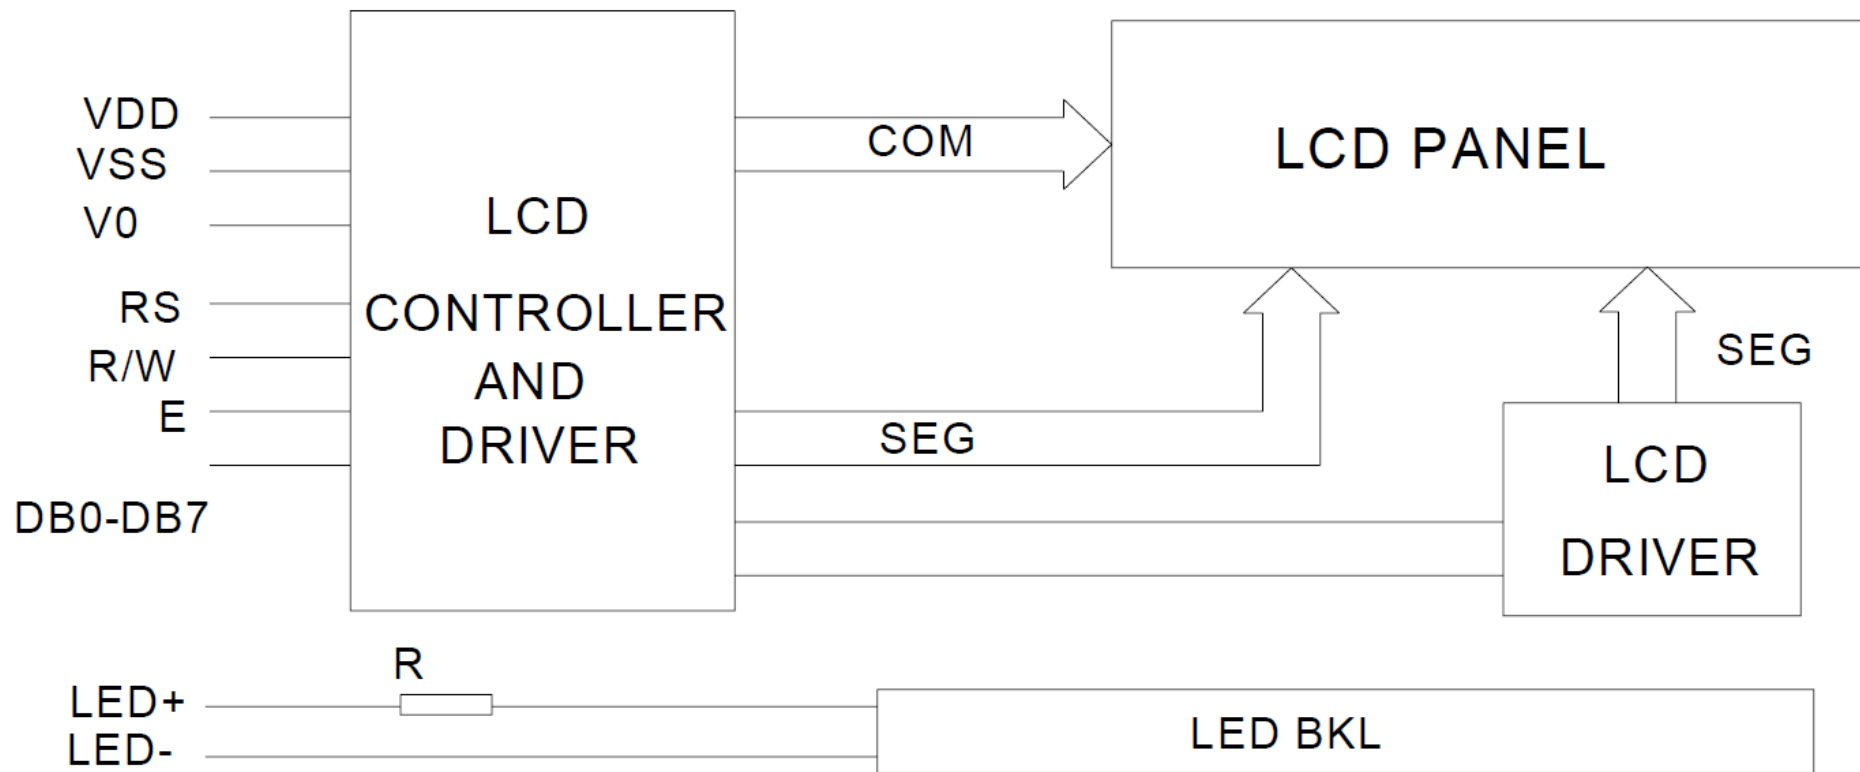 VDD
VSS
V0
RS
R/W
E
DB0-DB7
LCD
CONTROLLER
AND
DRIVER
COM
SEG
LCD PANEL
SEG
LCD
DRIVER
R
LED+
LED-
LED BKL